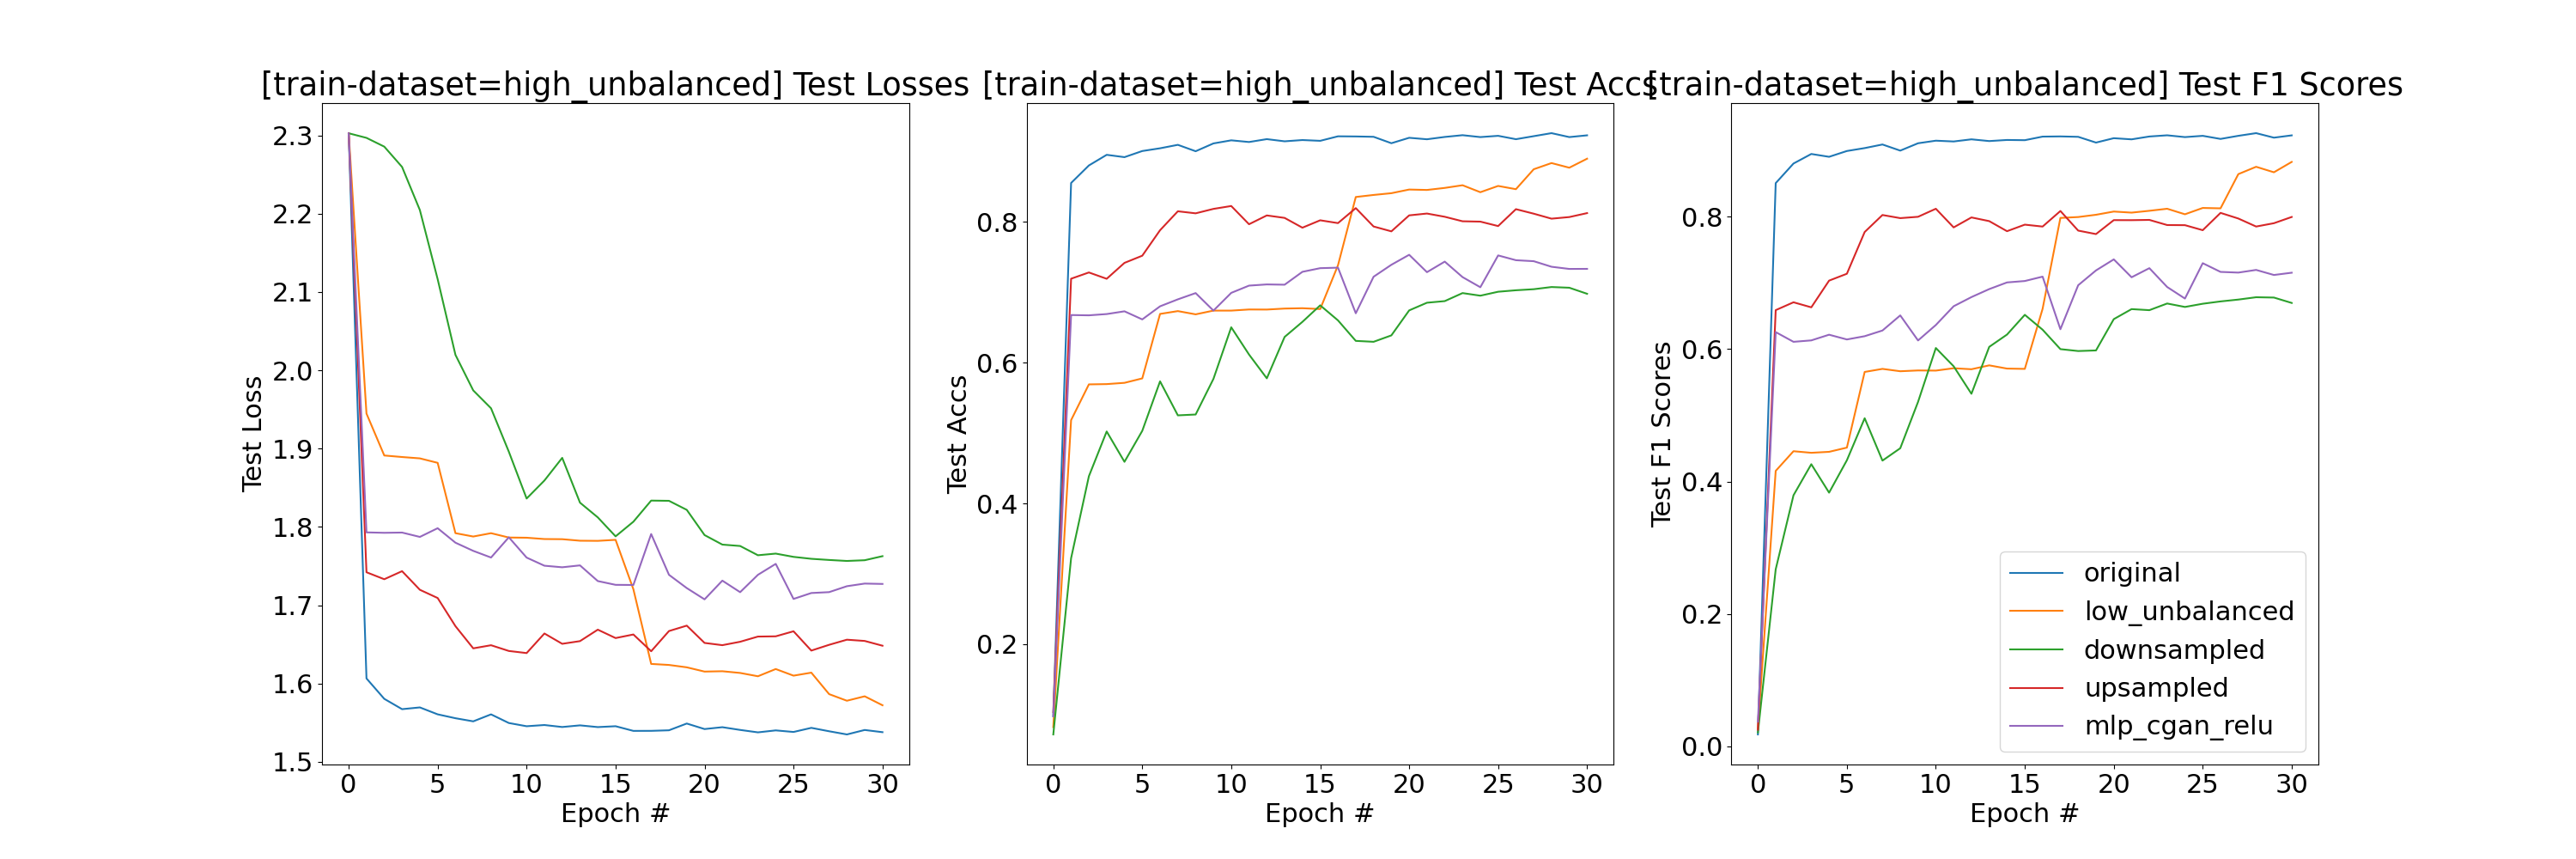 [train-dataset=high_unbalanced] Test Losses
2.3
2.2
2.1
2.0
1.9
1.8
1.7
1.6
1.5
Test Loss
0 5 10 15 20 25 30
Epoch #
[train-dataset=high_unbalanced] Test Accs
0.8
0.6
0.4
0.2
Test Accs
0 5 10 15 20 25 30
Epoch #
[train-dataset=high_unbalanced] Test F1 Scores
0.8
0.6
0.4
0.2
0.0
Test F1 Scores
original
low_unbalanced
downsampled
upsampled
mlp_cgan_relu
0 5 10 15 20 25 30
Epoch #